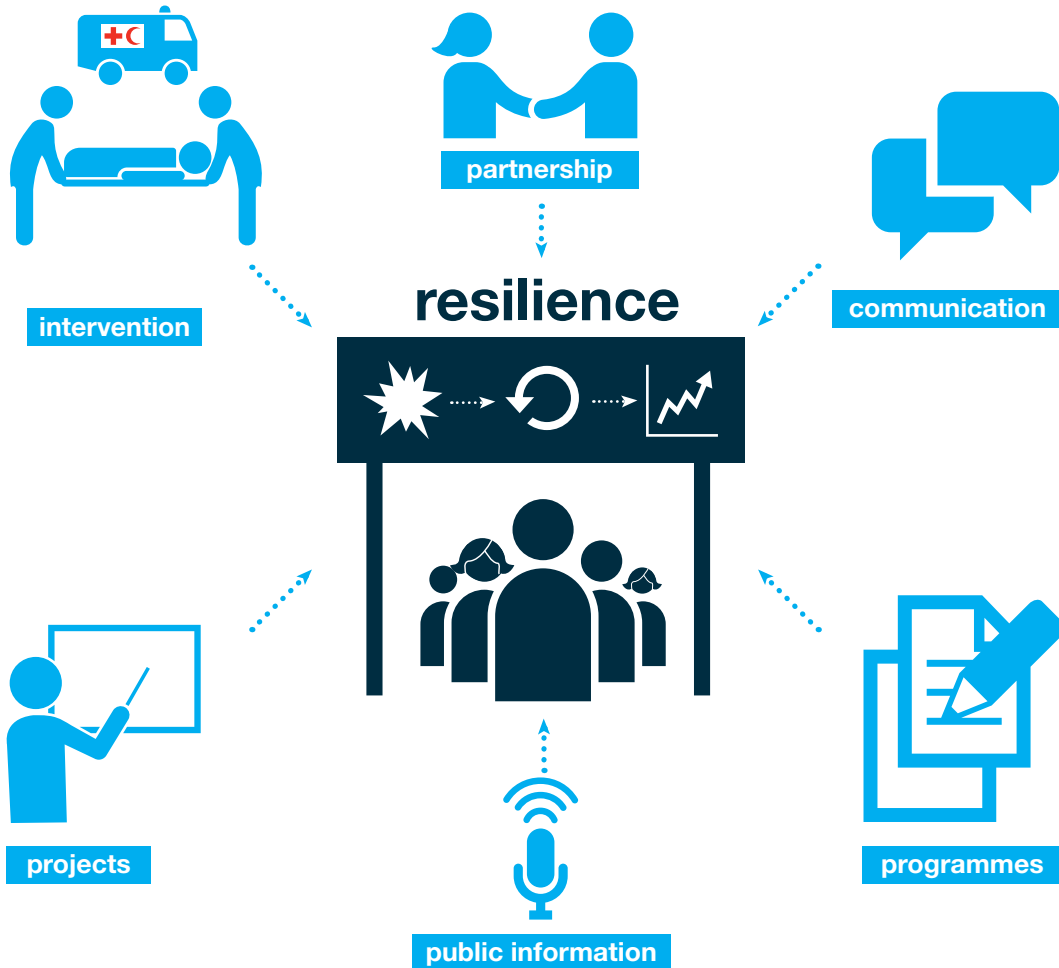 partnership
resilience
intervention
communication
projects
programmes
public information